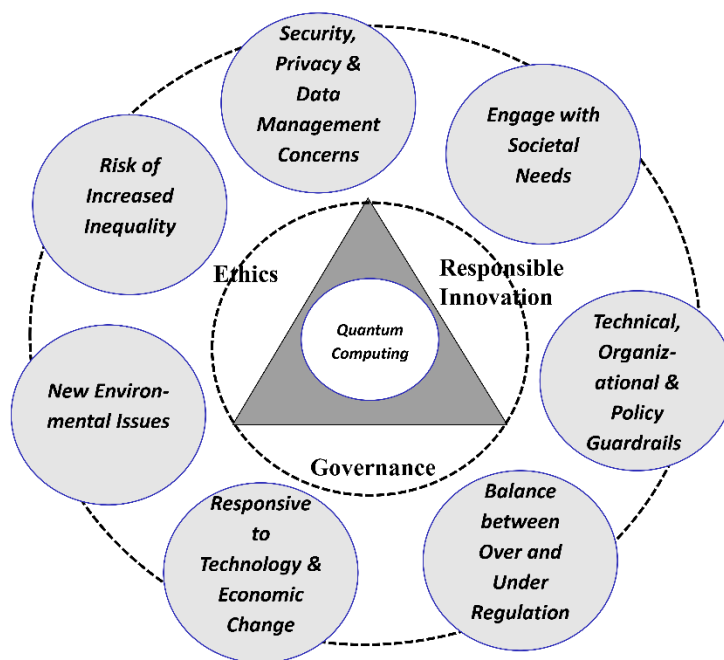 Security,
Privacy &
Data
Management
Concerns
Engage with
Societal
Needs
Risk of
Increased
Inequality
Ethics
Responsible
Innovation
Quantum
Computing
Technical,
Organiz-
ational &
Policy
Guardrails
New Environ-
mental Issues
Governance
Responsive
to
Technology &
Economic
Change
Balance
between
Over and
Under
Regulation